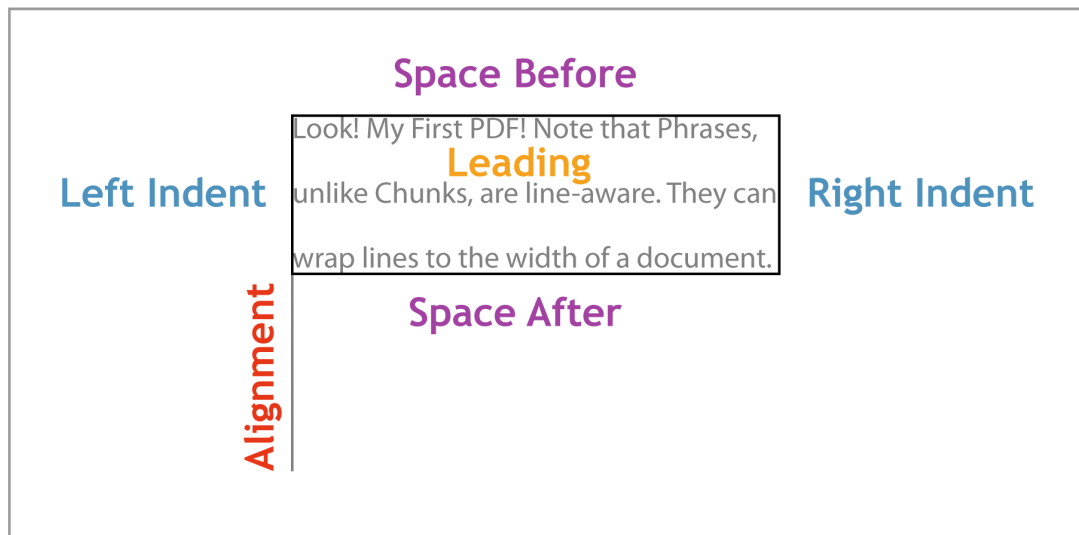 Space Before
Look! My First PDF! Note that Phrases,
Leading
Left Indent
unlike Chunks, are line-aware. They can
Right Indent
wrap lines to the width of a document.
Space After
Alignment